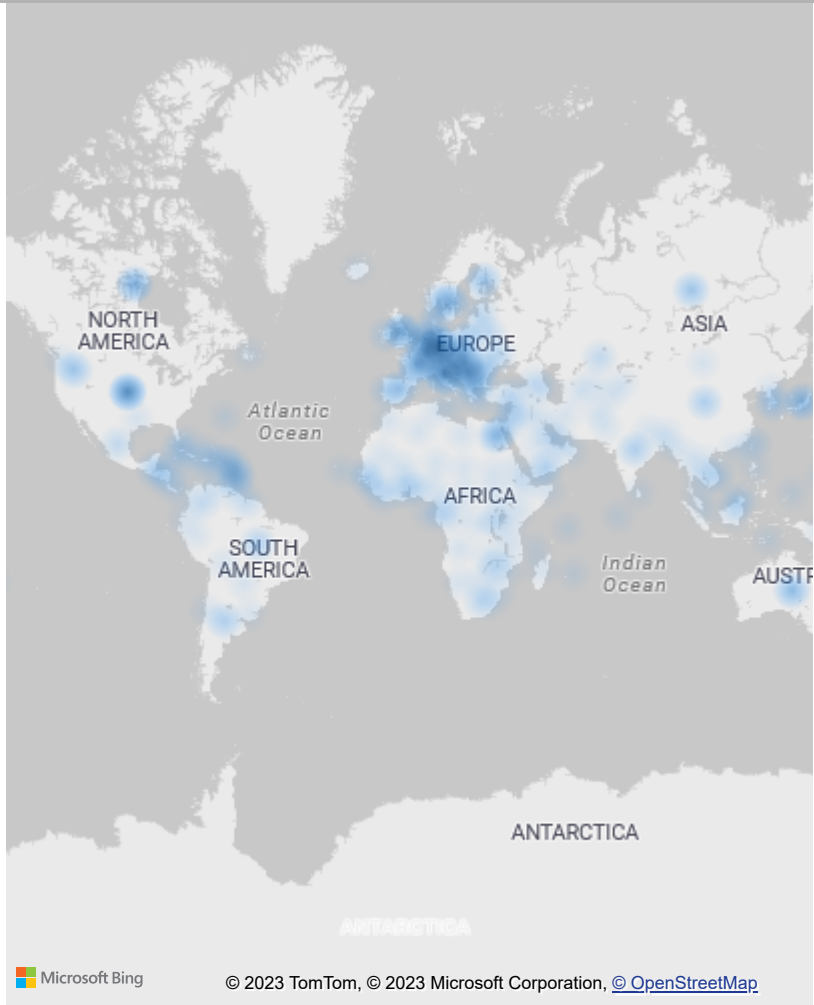 NORTH
AMERICA
EUROPE
ASIA
Atlantic
Ocean
AFRICA
SOUTH
AMERICA
Indian
Ocean
AUSTR
ANTARCTICA
ANTARCTICA
Microsoft Bing
© 2023 TomTom, © 2023 Microsoft Corporation, © OpenStreetMap